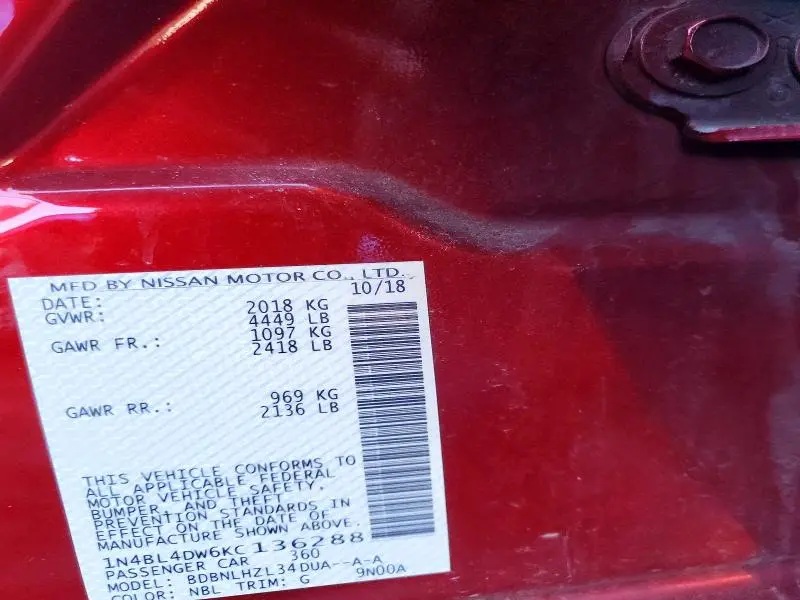 MFD BY NISSAN MOTOR CO., LTD.
DATE: 10/18
GVWR: 2018 KG
4449 LB
GAWR FR.: 1097 KG
2418 LB
GAWR RR.: 969 KG
2136 LB
THIS VEHICLE CONFORMS TO
ALL APPLICABLE FEDERAL
MOTOR VEHICLE SAFETY,
BUMPER, AND THEFT
PREVENTION STANDARDS IN
EFFECT ON THE DATE OF
MANUFACTURE SHOWN ABOVE.
1N4BL4DW6KC136288
PASSENGER CAR 360
MODEL: BDBNLHZL34DUA--A-A
COLOR: NBL TRIM: G 9N00A